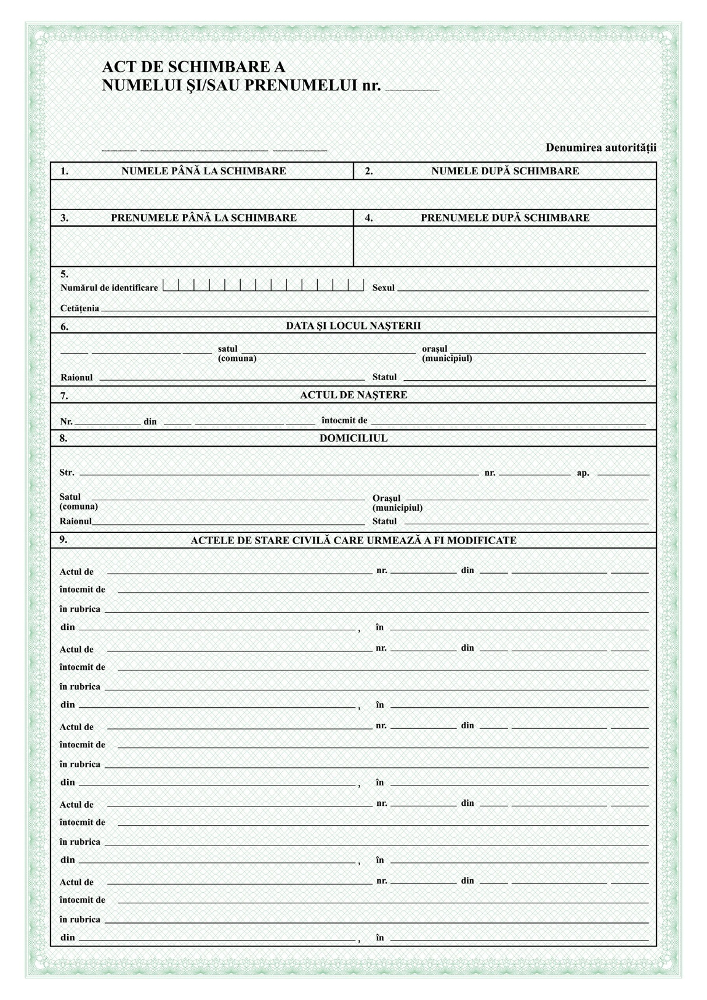 ACT DE SCHIMBARE A
NUMELUI ŞI/SAU PRENUMELUI nr.
Denumirea autorității
1. NUMELE PÂNĂ LA SCHIMBARE 2. NUMELE DUPĂ SCHIMBARE
3. PRENUMELE PÂNĂ LA SCHIMBARE 4. PRENUMELE DUPĂ SCHIMBARE
5.
Numărul de identificare Sexul
Cetățenia
6. DATA ŞI LOCUL NAŞTERII
satul oraşul
(comuna) (municipiul)
Raionul Statul
7. ACTUL DE NAŞTERE
Nr. din întocmit de
8. DOMICILIUL
Str. nr. ap.
Satul Oraşul
(comuna) (municipiul)
Raionul Statul
9. ACTELE DE STARE CIVILĂ CARE URMEAZĂ A FI MODIFICATE
Actul de nr. din
întocmit de
în rubrica
din , în
Actul de nr. din
întocmit de
în rubrica
din , în
Actul de nr. din
întocmit de
în rubrica
din , în
Actul de nr. din
întocmit de
în rubrica
din , în
Actul de nr. din
întocmit de
în rubrica
din , în